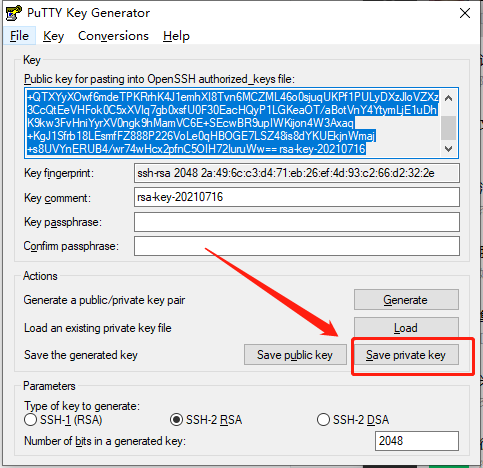 PuTTY Key Generator
File Key Conversions Help
Key
Public key for pasting into OpenSSH authorized_keys file:
+QTXYyXOwf6mdeTPKRrhK4J1emhXI8Tvn6MCZML46o0sjuqUKPf1PULyDXzJloVZXz
3CcQtEeVHFok0C5xXVlq7gb0xsfU0F30EacHQyP1LGKeaOT/aBotVnY4YtymLjE1uDh
K9kw3FvHniYyrXV0ngk9hMamVC6E+SEcwBR9upIWKjon4W3Axaq
+KgJ1Sfrb18LEsmfFZ888P226VoLe0qHBOGE7LSZ48is8dYKUEkjnWmaj
+s8UVYnERUB4/wr74wHcx2pfnC5OIH72luruWw== rsa-key-20210716
Key fingerprint: ssh-rsa 2048 2a:49:6c:c3:d4:71:eb:26:ef:4d:93:c2:66:d2:32:2e
Key comment: rsa-key-20210716
Key passphrase:
Confirm passphrase:
Actions
Generate a public/private key pair Generate
Load an existing private key file Load
Save the generated key Save public key Save private key
Parameters
Type of key to generate:
SSH-1 (RSA) SSH-2 RSA SSH-2 DSA
Number of bits in a generated key: 2048